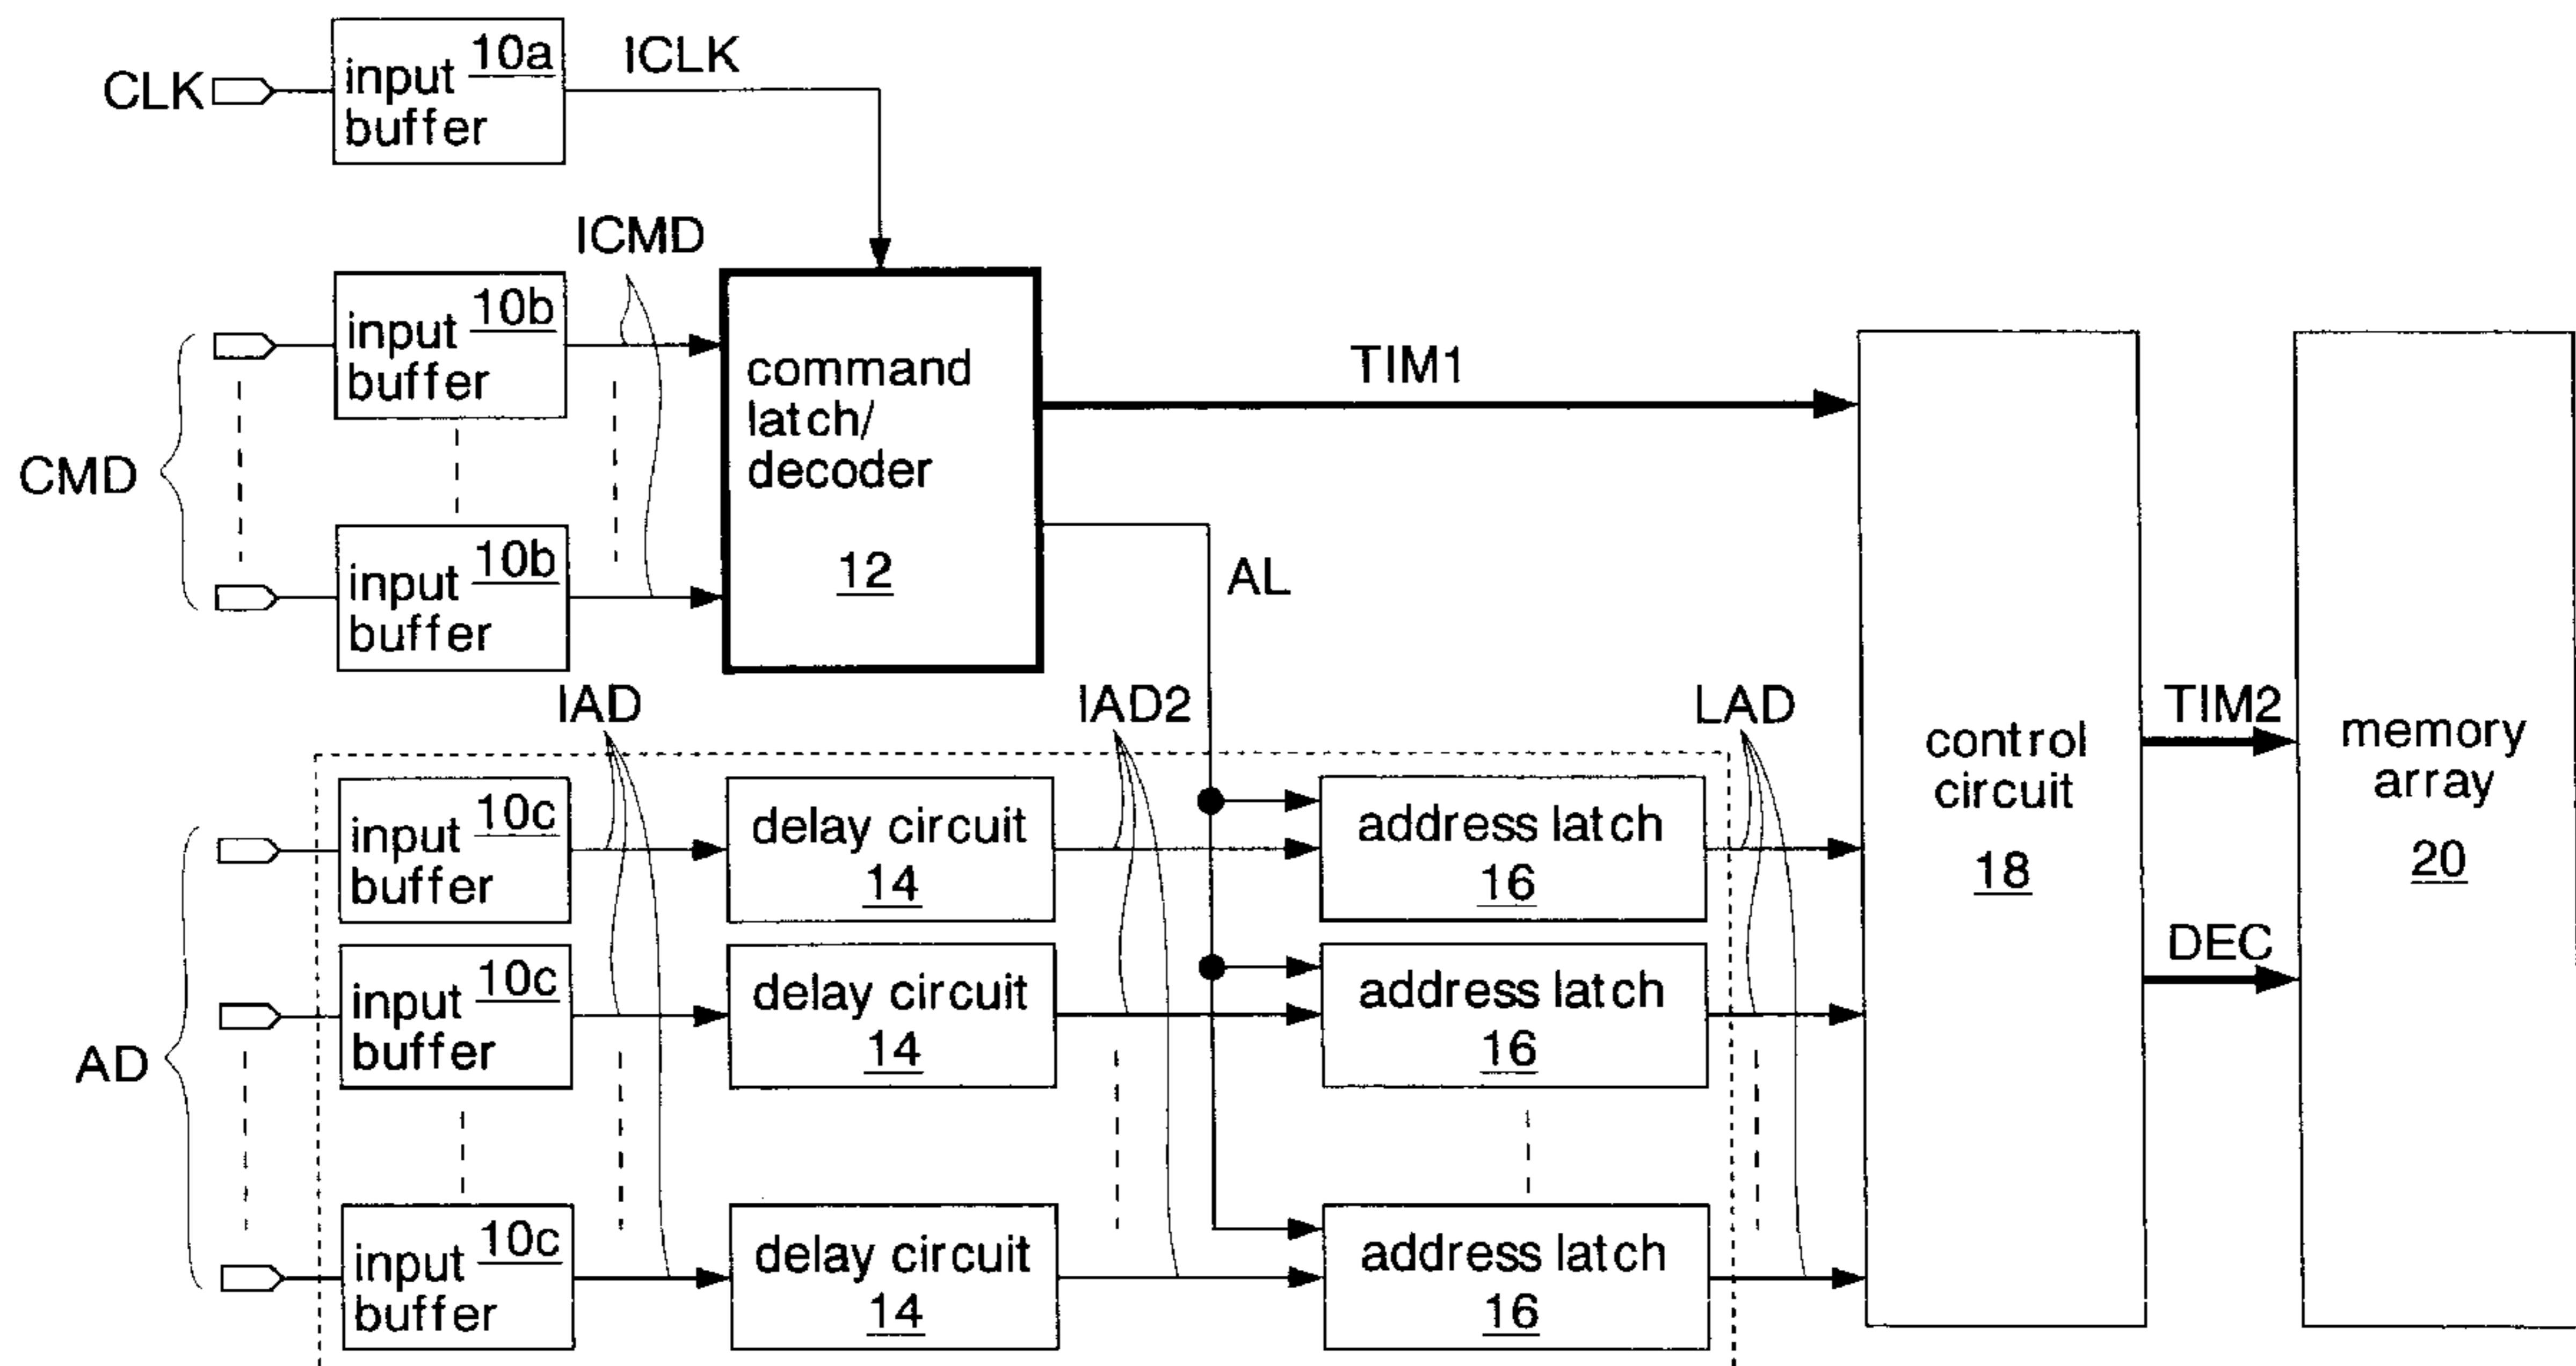 CLK
input 10a
buffer
ICLK
ICMD
CMD
input 10b
buffer
input 10b
buffer
command
latch/
decoder
12
TIM1
AL
IAD
IAD2
LAD
AD
input 10c
buffer
delay circuit
14
address latch
16
input 10c
buffer
delay circuit
14
address latch
16
input 10c
buffer
delay circuit
14
address latch
16
control
circuit
18
TIM2
DEC
memory
array
20